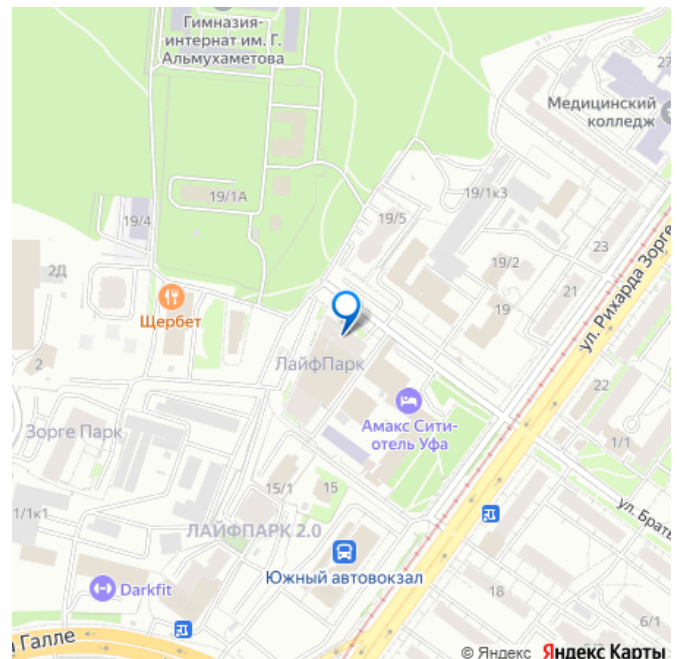 Гимназия-
интернат им. Г.
Альмухаметова
27
Медицинский
колледж
19/1А
19/1к3
19/4
19/5
23
2Д
19/2
21
ул. Рихарда Зорге
Щербет
19
2
ЛайфПарк
22
Амакс Сити-
отель Уфа
1/1
Зорге Парк
15/1
15
1/1к1
ул. Брать
ЛАЙФПАРК 2.0
Южный автовокзал
Darkfit
18
6/1
а Галле
© Яндекс Яндекс Карты